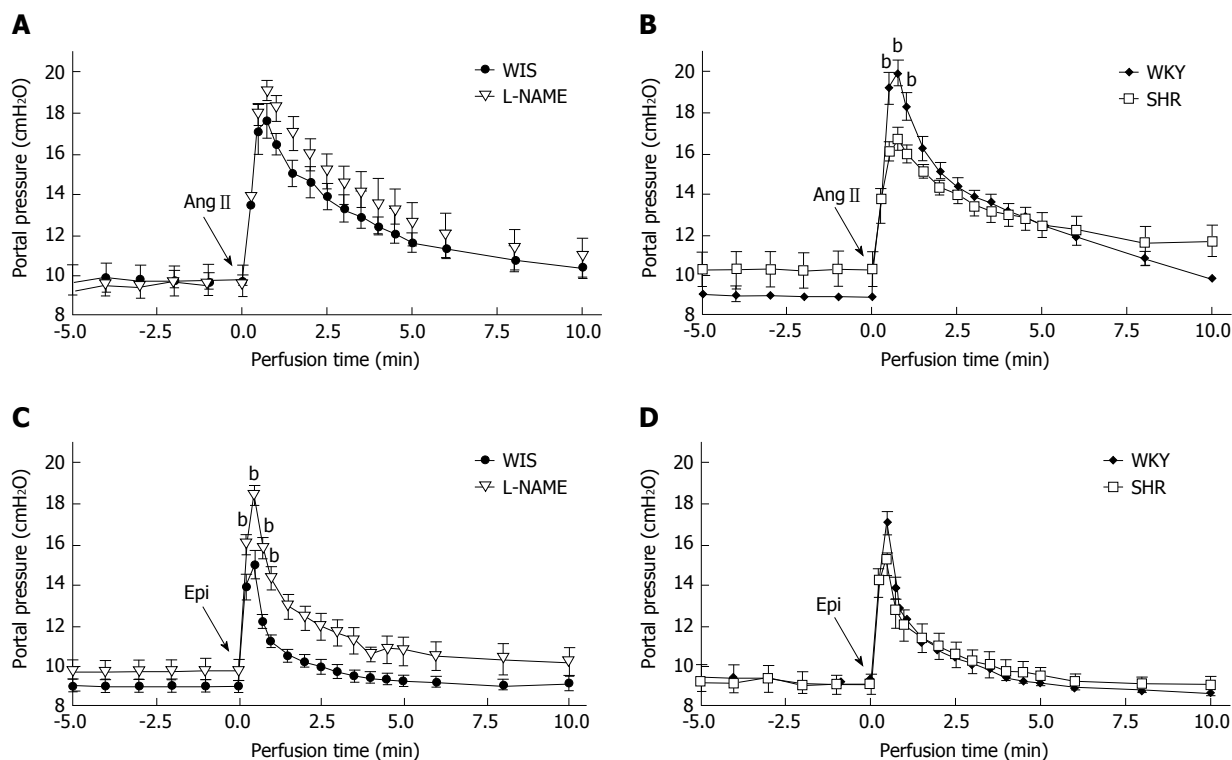 A
Portal pressure (cmH₂O)
20
18
16
14
12
10
8
Ang II
WIS
L-NAME
-5.0 -2.5 0.0 2.5 5.0 7.5 10.0
Perfusion time (min)
B
Portal pressure (cmH₂O)
20
18
16
14
12
10
8
b
b b
Ang II
WKY
SHR
-5.0 -2.5 0.0 2.5 5.0 7.5 10.0
Perfusion time (min)
C
Portal pressure (cmH₂O)
20
18
16
14
12
10
8
b
b b
b
Epi
WIS
L-NAME
-5.0 -2.5 0.0 2.5 5.0 7.5 10.0
Perfusion time (min)
D
Portal pressure (cmH₂O)
20
18
16
14
12
10
8
Epi
WKY
SHR
-5.0 -2.5 0.0 2.5 5.0 7.5 10.0
Perfusion time (min)